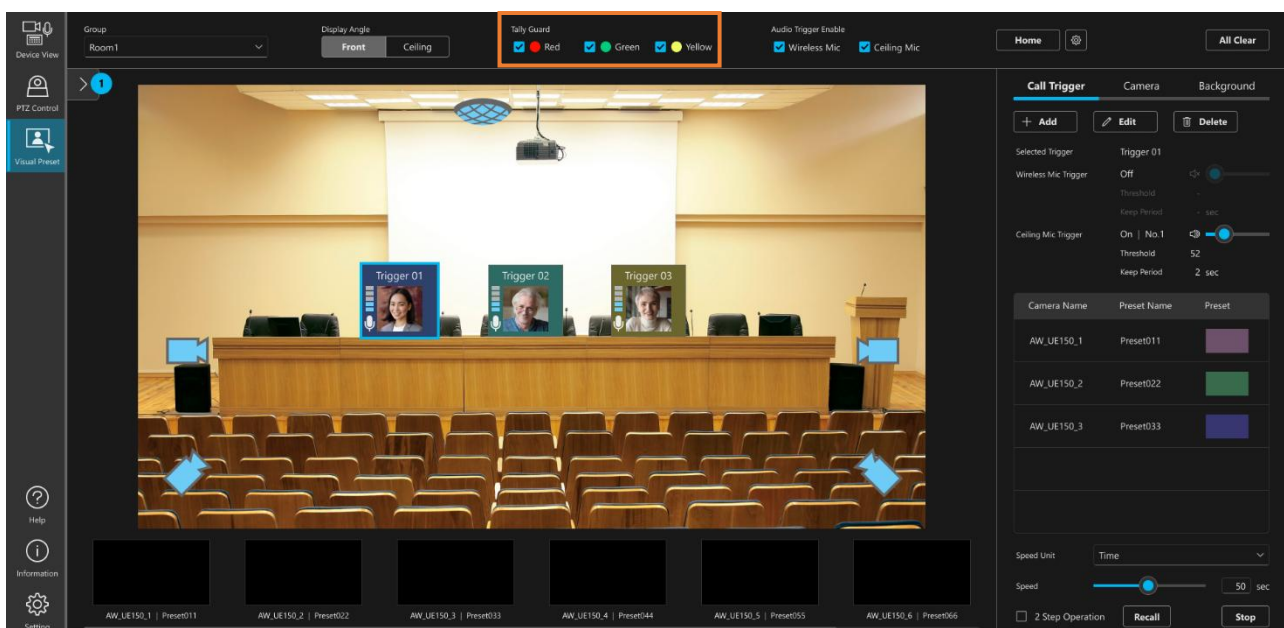 Device View
PTZ Control
Visual Preset
Help
Information
Setting
Group
Room1
Display Angle
Front Ceiling
Tally Guard
Red Green Yellow
Audio Trigger Enable
Wireless Mic Ceiling Mic
Home
All Clear
1
Trigger 01 Trigger 02 Trigger 03
AW_UE150_1 | Preset011
AW_UE150_2 | Preset022
AW_UE150_3 | Preset033
AW_UE150_4 | Preset044
AW_UE150_5 | Preset055
AW_UE150_6 | Preset066
Call Trigger Camera Background
+ Add Edit Delete
Selected Trigger Trigger 01
Wireless Mic Trigger Off
Threshold -
Keep Period - sec
Ceiling Mic Trigger On | No.1
Threshold 52
Keep Period 2 sec
Camera Name Preset Name Preset
AW_UE150_1 Preset011
AW_UE150_2 Preset022
AW_UE150_3 Preset033
Speed Unit Time
Speed 50 sec
2 Step Operation Recall Stop